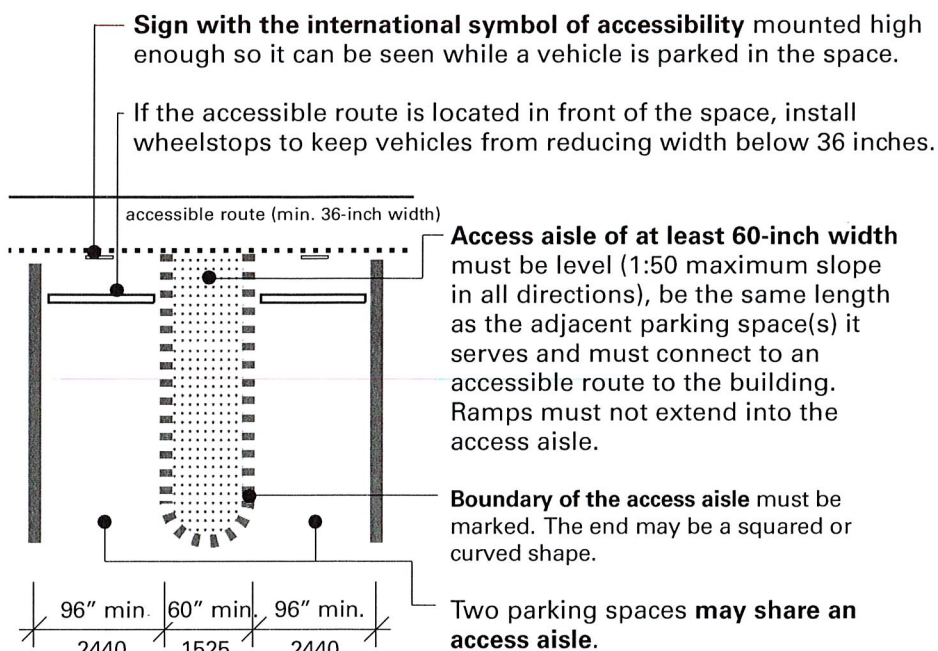 Sign with the international symbol of accessibility mounted high
enough so it can be seen while a vehicle is parked in the space.
If the accessible route is located in front of the space, install
wheelstops to keep vehicles from reducing width below 36 inches.
accessible route (min. 36-inch width)
Access aisle of at least 60-inch width
must be level (1:50 maximum slope
in all directions), be the same length
as the adjacent parking space(s) it
serves and must connect to an
accessible route to the building.
Ramps must not extend into the
access aisle.
Boundary of the access aisle must be
marked. The end may be a squared or
curved shape.
Two parking spaces may share an
access aisle.
96" min. 60" min. 96" min.
2440 1525 2440